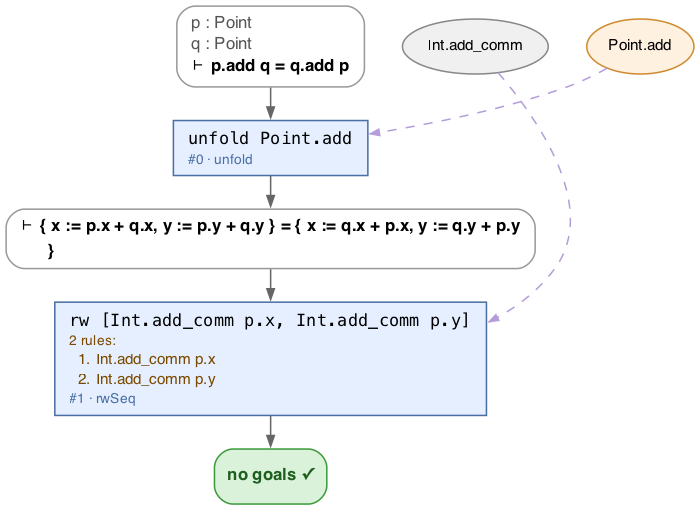 p : Point
q : Point
⊢ p.add q = q.add p
Int.add_comm
Point.add
unfold Point.add
#0 · unfold
⊢ { x := p.x + q.x, y := p.y + q.y } = { x := q.x + p.x, y := q.y + p.y
}
rw [Int.add_comm p.x, Int.add_comm p.y]
2 rules:
1. Int.add_comm p.x
2. Int.add_comm p.y
#1 · rwSeq
no goals ✓